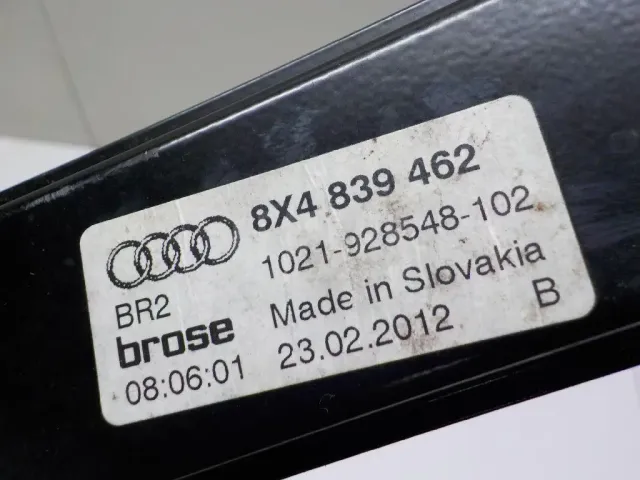 8X4 839 462
1021-928548-102
BR2
Made in Slovakia
brose
23.02.2012
B
08:06:01